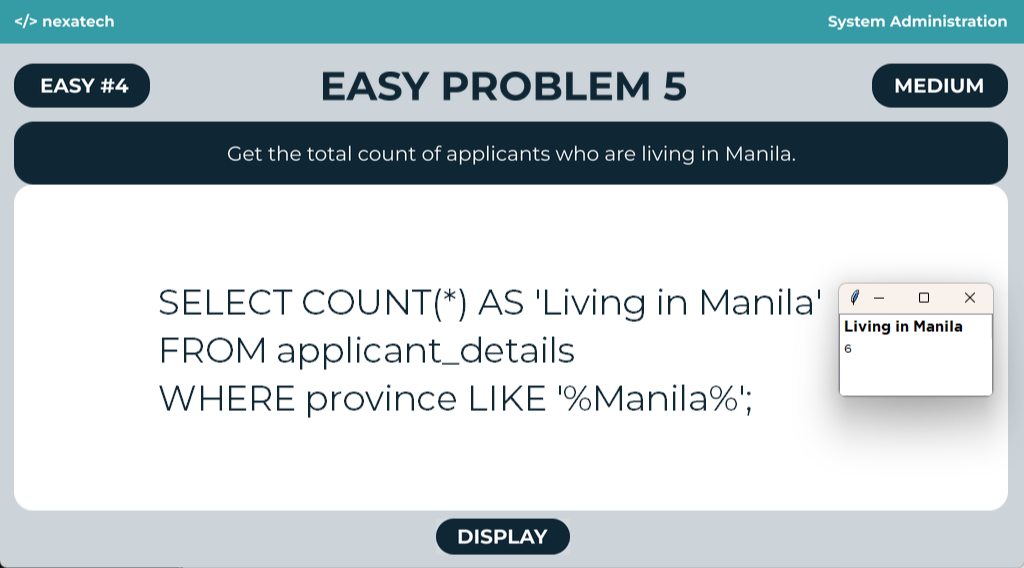 </> nexatech
System Administration
EASY #4
EASY PROBLEM 5
MEDIUM
Get the total count of applicants who are living in Manila.
SELECT COUNT(*) AS 'Living in Manila'
FROM applicant_details
WHERE province LIKE '%Manila%';
Living in Manila
6
DISPLAY